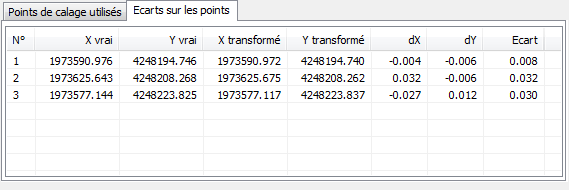 Points de calage utilisés Ecarts sur les points
N° X vrai Y vrai X transformé Y transformé dX dY Ecart
1 1973590.976 4248194.746 1973590.972 4248194.740 -0.004 -0.006 0.008
2 1973625.643 4248208.268 1973625.675 4248208.262 0.032 -0.006 0.032
3 1973577.144 4248223.825 1973577.117 4248223.837 -0.027 0.012 0.030